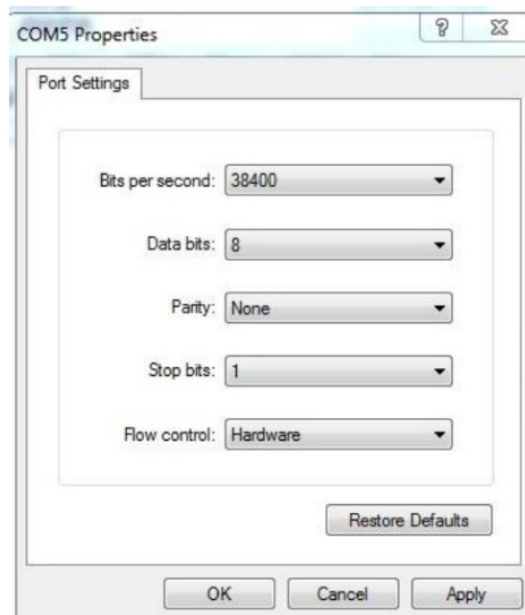 COM5 Properties
Port Settings
Bits per second: 38400
Data bits: 8
Parity: None
Stop bits: 1
Flow control: Hardware
Restore Defaults
OK Cancel Apply